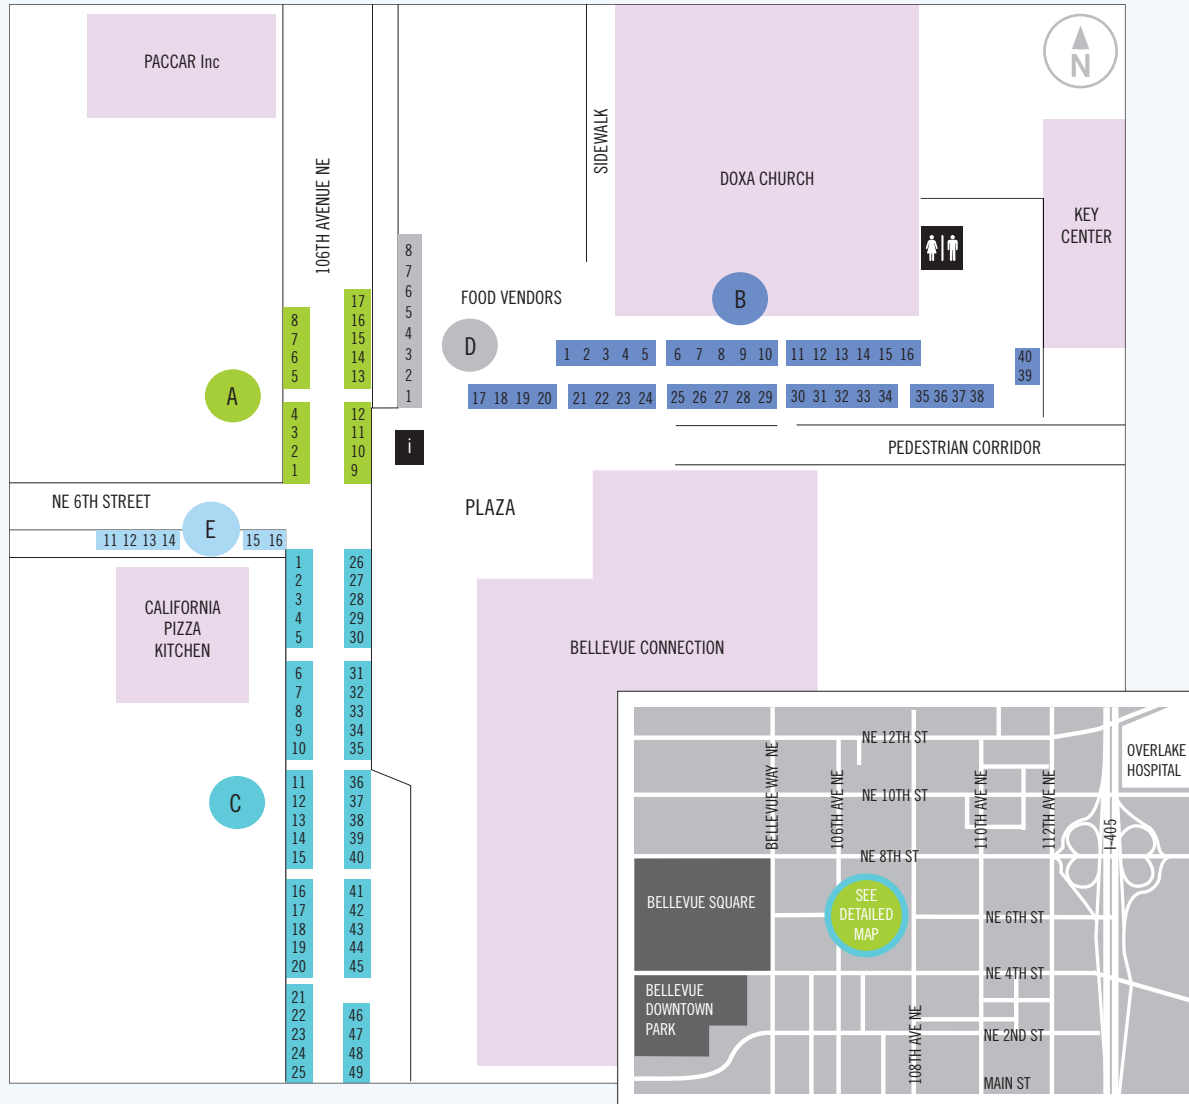 PACCAR Inc
106TH AVENUE NE
SIDEWALK
DOXA CHURCH
N
KEY
CENTER
8
7
6
5
4
3
2
1
17
16
15
14
13
12
11
10
9
A
8
7
6
5
4
3
2
1
FOOD VENDORS
D
B
1 2 3 4 5
6 7 8 9 10
11 12 13 14 15 16
17 18 19 20
21 22 23 24
25 26 27 28 29
30 31 32 33 34
35 36 37 38
40
39
i
PEDESTRIAN CORRIDOR
NE 6TH STREET
PLAZA
E
11 12 13 14
15 16
CALIFORNIA
PIZZA
KITCHEN
BELLEVUE CONNECTION
C
1
2
3
4
5
6
7
8
9
10
11
12
13
14
15
16
17
18
19
20
21
22
23
24
25
26
27
28
29
30
31
32
33
34
35
36
37
38
39
40
41
42
43
44
45
46
47
48
49
BELLEVUE WAY NE
106TH AVE NE
NE 12TH ST
NE 10TH ST
NE 8TH ST
110TH AVE NE
112TH AVE NE
I-405
OVERLAKE
HOSPITAL
BELLEVUE SQUARE
SEE
DETAILED
MAP
NE 6TH ST
NE 4TH ST
BELLEVUE
DOWNTOWN
PARK
108TH AVE NE
NE 2ND ST
MAIN ST